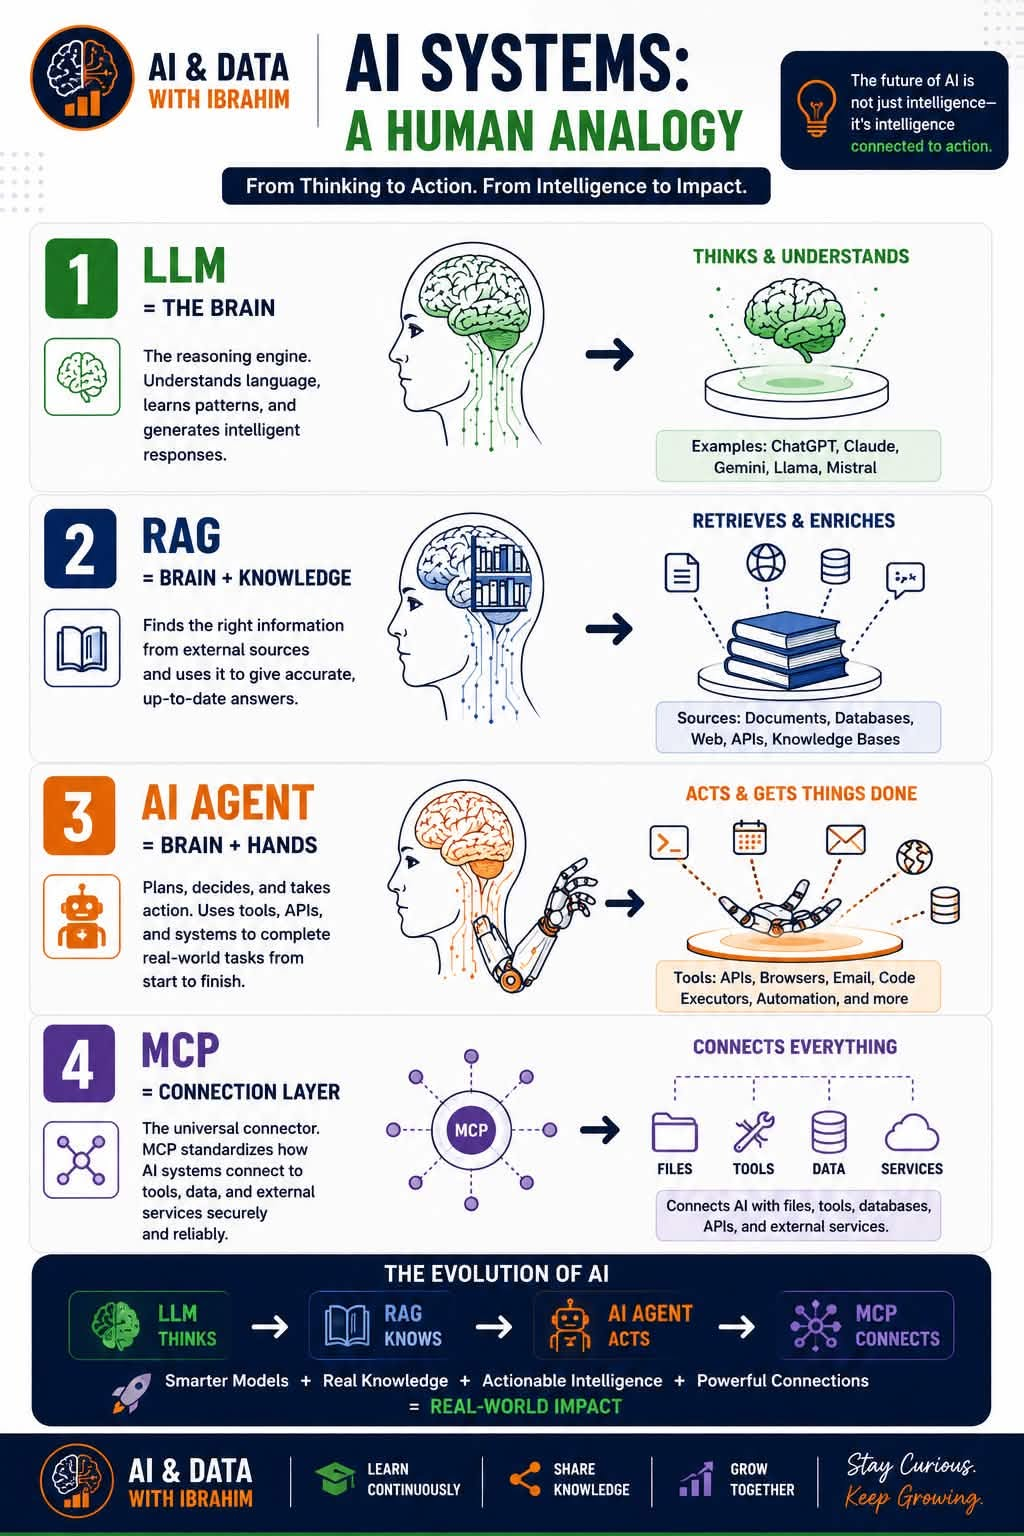 AI & DATA
WITH IBRAHIM
AI SYSTEMS:
A HUMAN ANALOGY
From Thinking to Action. From Intelligence to Impact.
The future of AI is
not just intelligence—
it's intelligence
connected to action.
1
LLM
= THE BRAIN
The reasoning engine.
Understands language,
learns patterns, and
generates intelligent
responses.
THINKS & UNDERSTANDS
Examples: ChatGPT, Claude,
Gemini, Llama, Mistral
2
RAG
= BRAIN + KNOWLEDGE
Finds the right information
from external sources
and uses it to give accurate,
up-to-date answers.
RETRIEVES & ENRICHES
Sources: Documents, Databases,
Web, APIs, Knowledge Bases
3
AI AGENT
= BRAIN + HANDS
Plans, decides, and takes
action. Uses tools, APIs,
and systems to complete
real-world tasks from
start to finish.
ACTS & GETS THINGS DONE
Tools: APIs, Browsers, Email, Code
Executors, Automation, and more
4
MCP
= CONNECTION LAYER
The universal connector.
MCP standardizes how
AI systems connect to
tools, data, and external
services securely
and reliably.
MCP
CONNECTS EVERYTHING
FILES
TOOLS
DATA
SERVICES
Connects AI with files, tools, databases,
APIs, and external services.
THE EVOLUTION OF AI
LLM
THINKS
RAG
KNOWS
AI AGENT
ACTS
MCP
CONNECTS
Smarter Models + Real Knowledge + Actionable Intelligence + Powerful Connections
= REAL-WORLD IMPACT
AI & DATA
WITH IBRAHIM
LEARN
CONTINUOUSLY
SHARE
KNOWLEDGE
GROW
TOGETHER
Stay Curious.
Keep Growing.